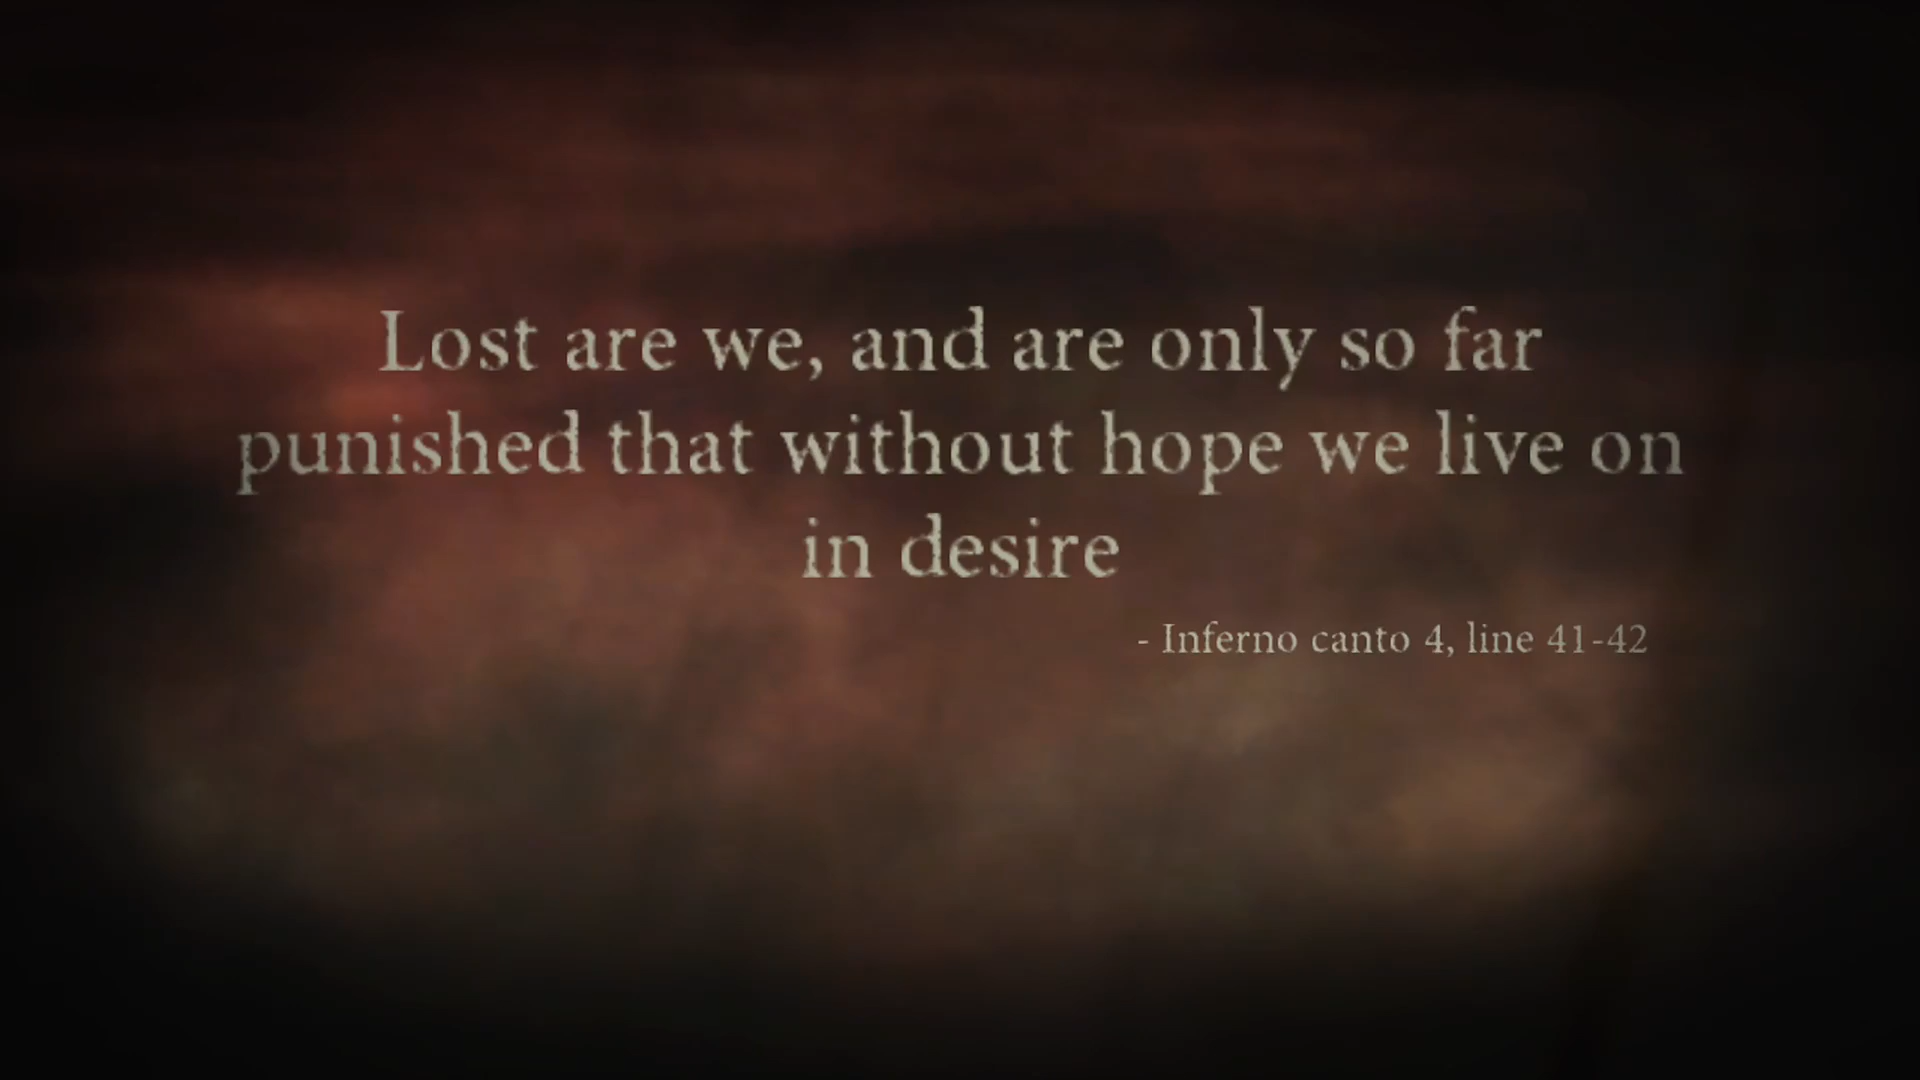 Lost are we, and are only so far
punished that without hope we live on
in desire
- Inferno canto 4, line 41-42